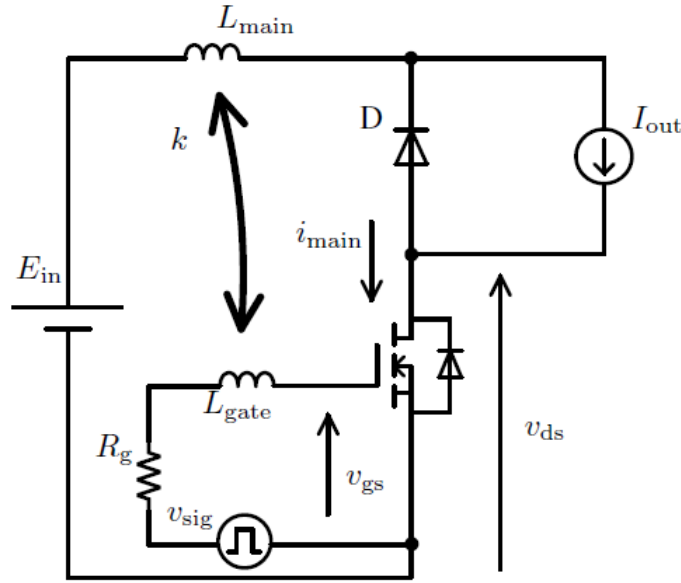 L_main
D
I_out
k
i_main
E_in
L_gate
v_ds
R_g
v_gs
v_sig